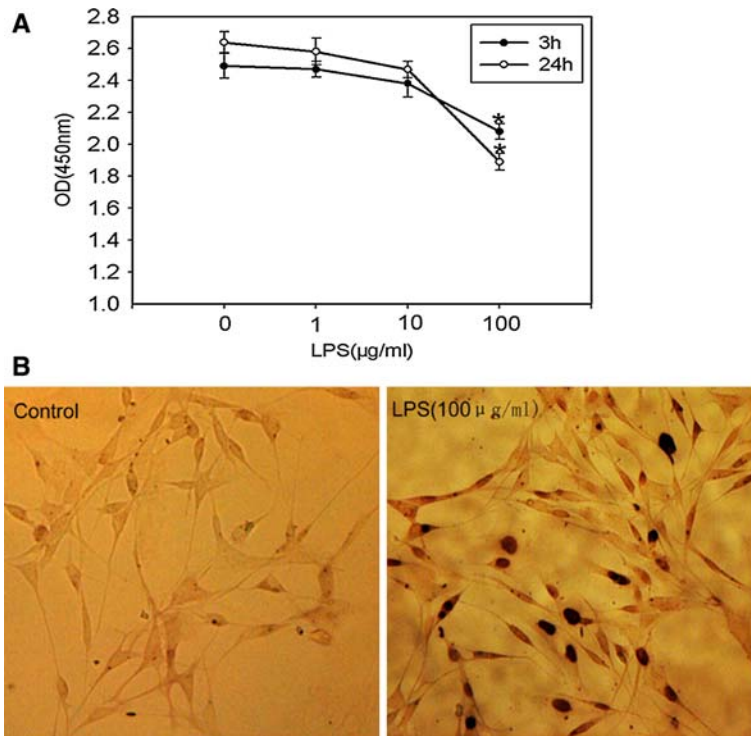 A
2.8
2.6
2.4
2.2
2.0
1.8
1.6
1.4
1.2
1.0
OD(450nm)
3h
24h
*
*
0 1 10 100
LPS(μg/ml)
B
Control
LPS(100 μg/ml)